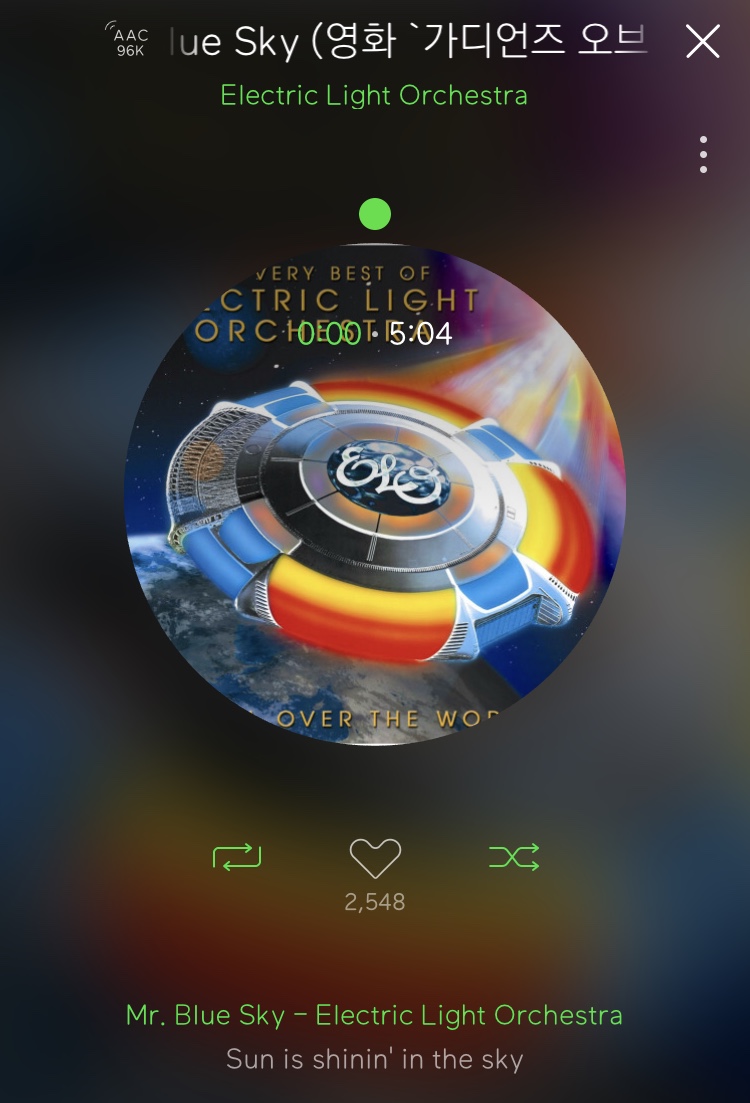 AAC
96K
lue Sky (영화 `가디언즈 오브
Electric Light Orchestra
VERY BEST OF
CTRIC LIGHT
ORCHESTRA
0:00 · 5:04
ELO
OVER THE WOR
2,548
Mr. Blue Sky - Electric Light Orchestra
Sun is shinin' in the sky